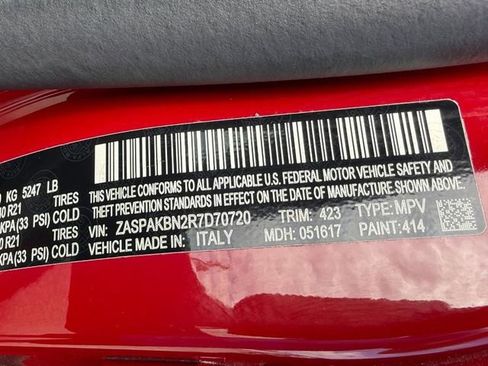 KG 5247 LB
TIRES
R21
KPA(33 PSI) COLD
R21
TIRES
KPA(33 PSI) COLD
THIS VEHICLE CONFORMS TO ALL APPLICABLE U.S. FEDERAL MOTOR VEHICLE SAFETY AND
THEFT PREVENTION STANDARDS IN EFFECT ON THE DATE OF MANUFACTURE SHOWN ABOVE.
VIN: ZASPAKBN2R7D70720 TRIM: 423 TYPE: MPV
VEHICLE MADE IN: ITALY MDH: 051617 PAINT: 414